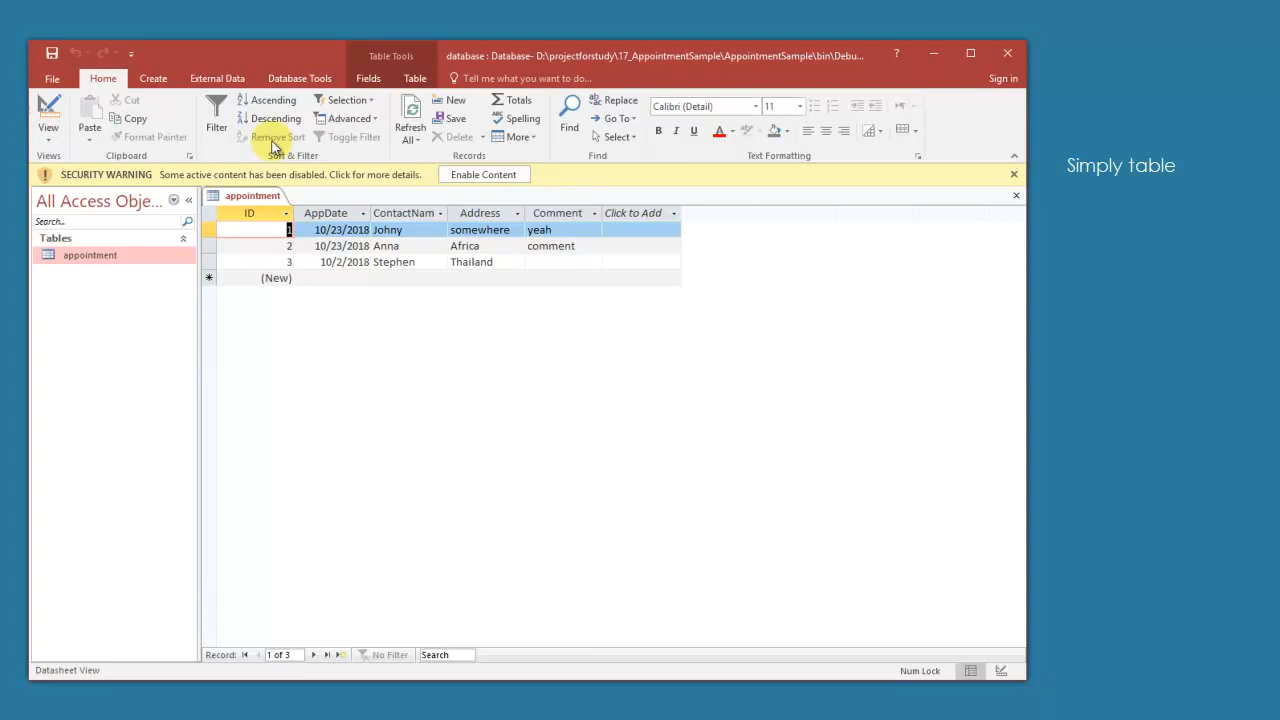 Table Tools
database : Database- D:\projectforstudy\17_AppointmentSample\AppointmentSample\bin\Debu...
?
File Home Create External Data Database Tools Fields Table Tell me what you want to do... Sign in
View
Views
Paste
Cut
Copy
Format Painter
Clipboard
Filter
Ascending
Descending
Remove Sort
Selection
Advanced
Toggle Filter
Sort & Filter
Refresh
All
New
Save
Delete
Totals
Spelling
More
Records
Find
Replace
Go To
Select
Find
Calibri (Detail) 11
B I U A
Text Formatting
SECURITY WARNING Some active content has been disabled. Click for more details. Enable Content
All Access Obje...
Search...
Tables
appointment
appointment
ID AppDate ContactNam Address Comment Click to Add
1 10/23/2018 Johny somewhere yeah
2 10/23/2018 Anna Africa comment
3 10/2/2018 Stephen Thailand
(New)
Record: 1 of 3 No Filter Search
Datasheet View
Num Lock
Simply table